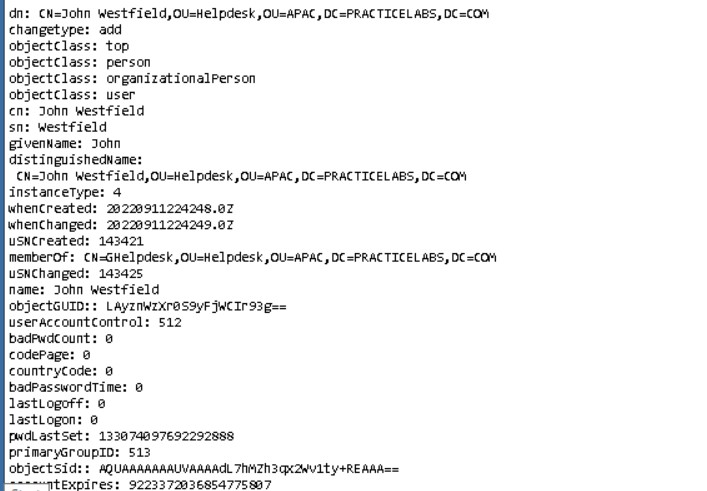 dn: CN=John Westfield,OU=Helpdesk,OU=APAC,DC=PRACTICELABS,DC=COM
changetype: add
objectClass: top
objectClass: person
objectClass: organizationalPerson
objectClass: user
cn: John Westfield
sn: Westfield
givenName: John
distinguishedName:
 CN=John Westfield,OU=Helpdesk,OU=APAC,DC=PRACTICELABS,DC=COM
instanceType: 4
whenCreated: 20220911224248.0Z
whenChanged: 20220911224249.0Z
uSNCreated: 143421
memberOf: CN=GHelpdesk,OU=Helpdesk,OU=APAC,DC=PRACTICELABS,DC=COM
uSNChanged: 143425
name: John Westfield
objectGUID:: LAyznWzXr0S9yFjWCIr93g==
userAccountControl: 512
badPwdCount: 0
codePage: 0
countryCode: 0
badPasswordTime: 0
lastLogoff: 0
lastLogon: 0
pwdLastSet: 133074097692292888
primaryGroupID: 513
objectSid:: AQUAAAAAAAUVAAAAdL7hMZh3qx2Wv1ty+REAAA==
ntExpires: 9223372036854775807